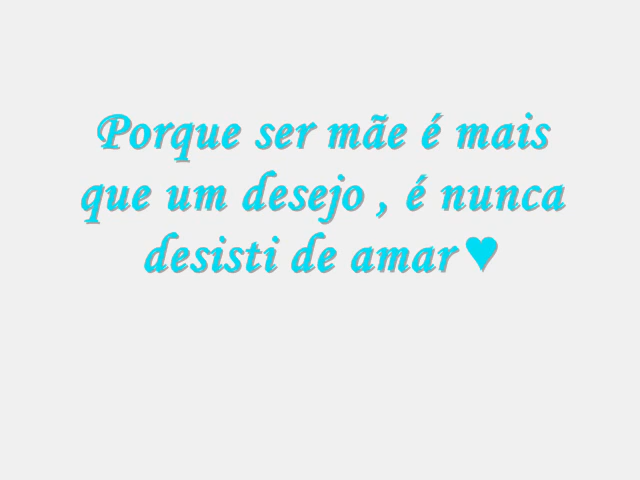 Porque ser mãe é mais
que um desejo , é nunca
desisti de amar♥